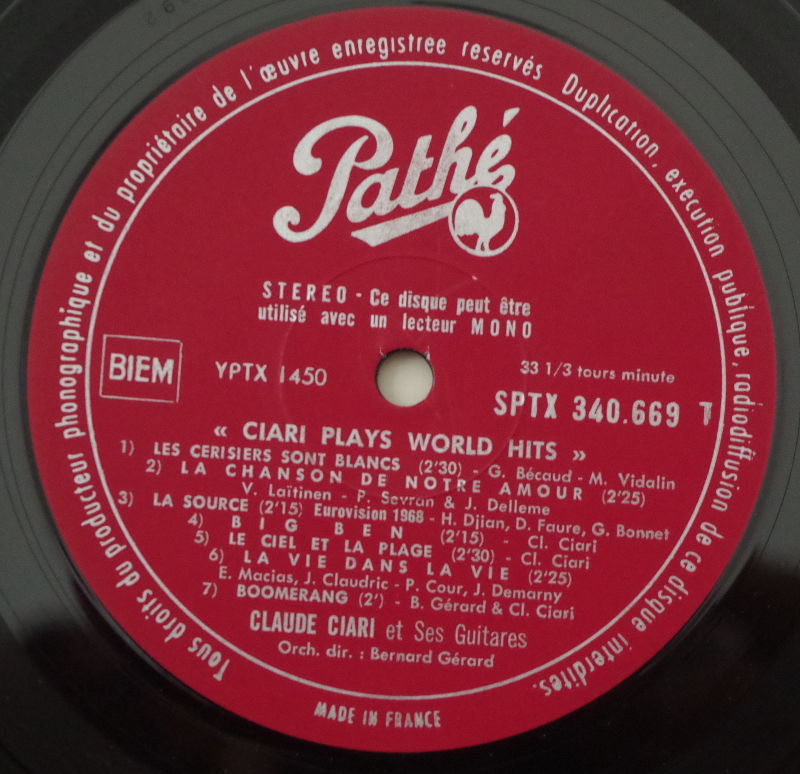 Tous droits du producteur phonographique et du propriétaire de l'œuvre enregistree reservés Duplication, execution publique, radiodiffusion de ce disque interdites.
Pathé
STEREO - Ce disque peut être
utilisé avec un lecteur MONO
BIEM
YPTX 1450
33 1/3 tours minute
SPTX 340.669 T
« CIARI PLAYS WORLD HITS »
1) LES CERISIERS SONT BLANCS (2'30) - G. Bécaud - M. Vidalin
2) LA CHANSON DE NOTRE AMOUR (2'25)
V. Laïtinen - P. Sevran & J. Delleme
3) LA SOURCE (2'15) Eurovision 1968 - H. Djian, D. Faure, G. Bonnet
4) BIG BEN (2'15) - Cl. Ciari
5) LE CIEL ET LA PLAGE (2'30) - Cl. Ciari
6) LA VIE DANS LA VIE (2'25)
E. Macias, J. Claudric - P. Cour, J. Demarny
7) BOOMERANG (2') - B. Gérard & Cl. Ciari
CLAUDE CIARI et Ses Guitares
Orch. dir. : Bernard Gérard
MADE IN FRANCE